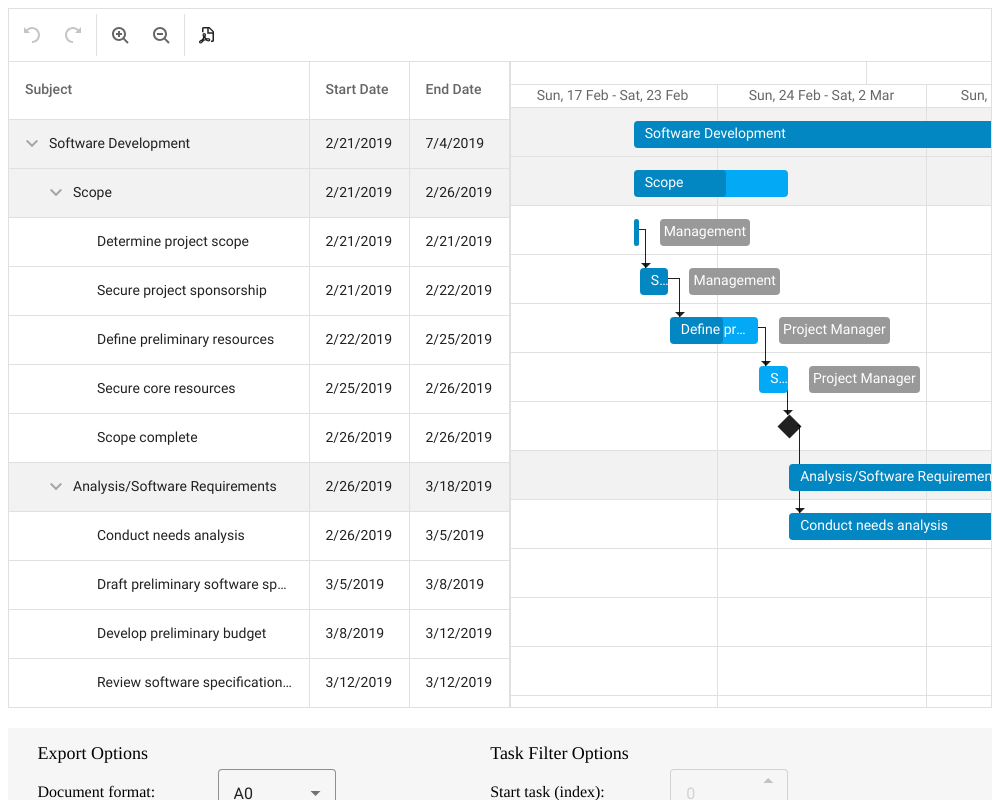 Subject Start Date End Date
Sun, 17 Feb - Sat, 23 Feb Sun, 24 Feb - Sat, 2 Mar Sun,
Software Development 2/21/2019 7/4/2019 Software Development
Scope 2/21/2019 2/26/2019 Scope
Determine project scope 2/21/2019 2/21/2019 Management
Secure project sponsorship 2/21/2019 2/22/2019 S... Management
Define preliminary resources 2/22/2019 2/25/2019 Define pr... Project Manager
Secure core resources 2/25/2019 2/26/2019 S... Project Manager
Scope complete 2/26/2019 2/26/2019
Analysis/Software Requirements 2/26/2019 3/18/2019 Analysis/Software Requiremen
Conduct needs analysis 2/26/2019 3/5/2019 Conduct needs analysis
Draft preliminary software sp... 3/5/2019 3/8/2019
Develop preliminary budget 3/8/2019 3/12/2019
Review software specification... 3/12/2019 3/12/2019
Export Options Task Filter Options
Document format: A0 Start task (index): 0